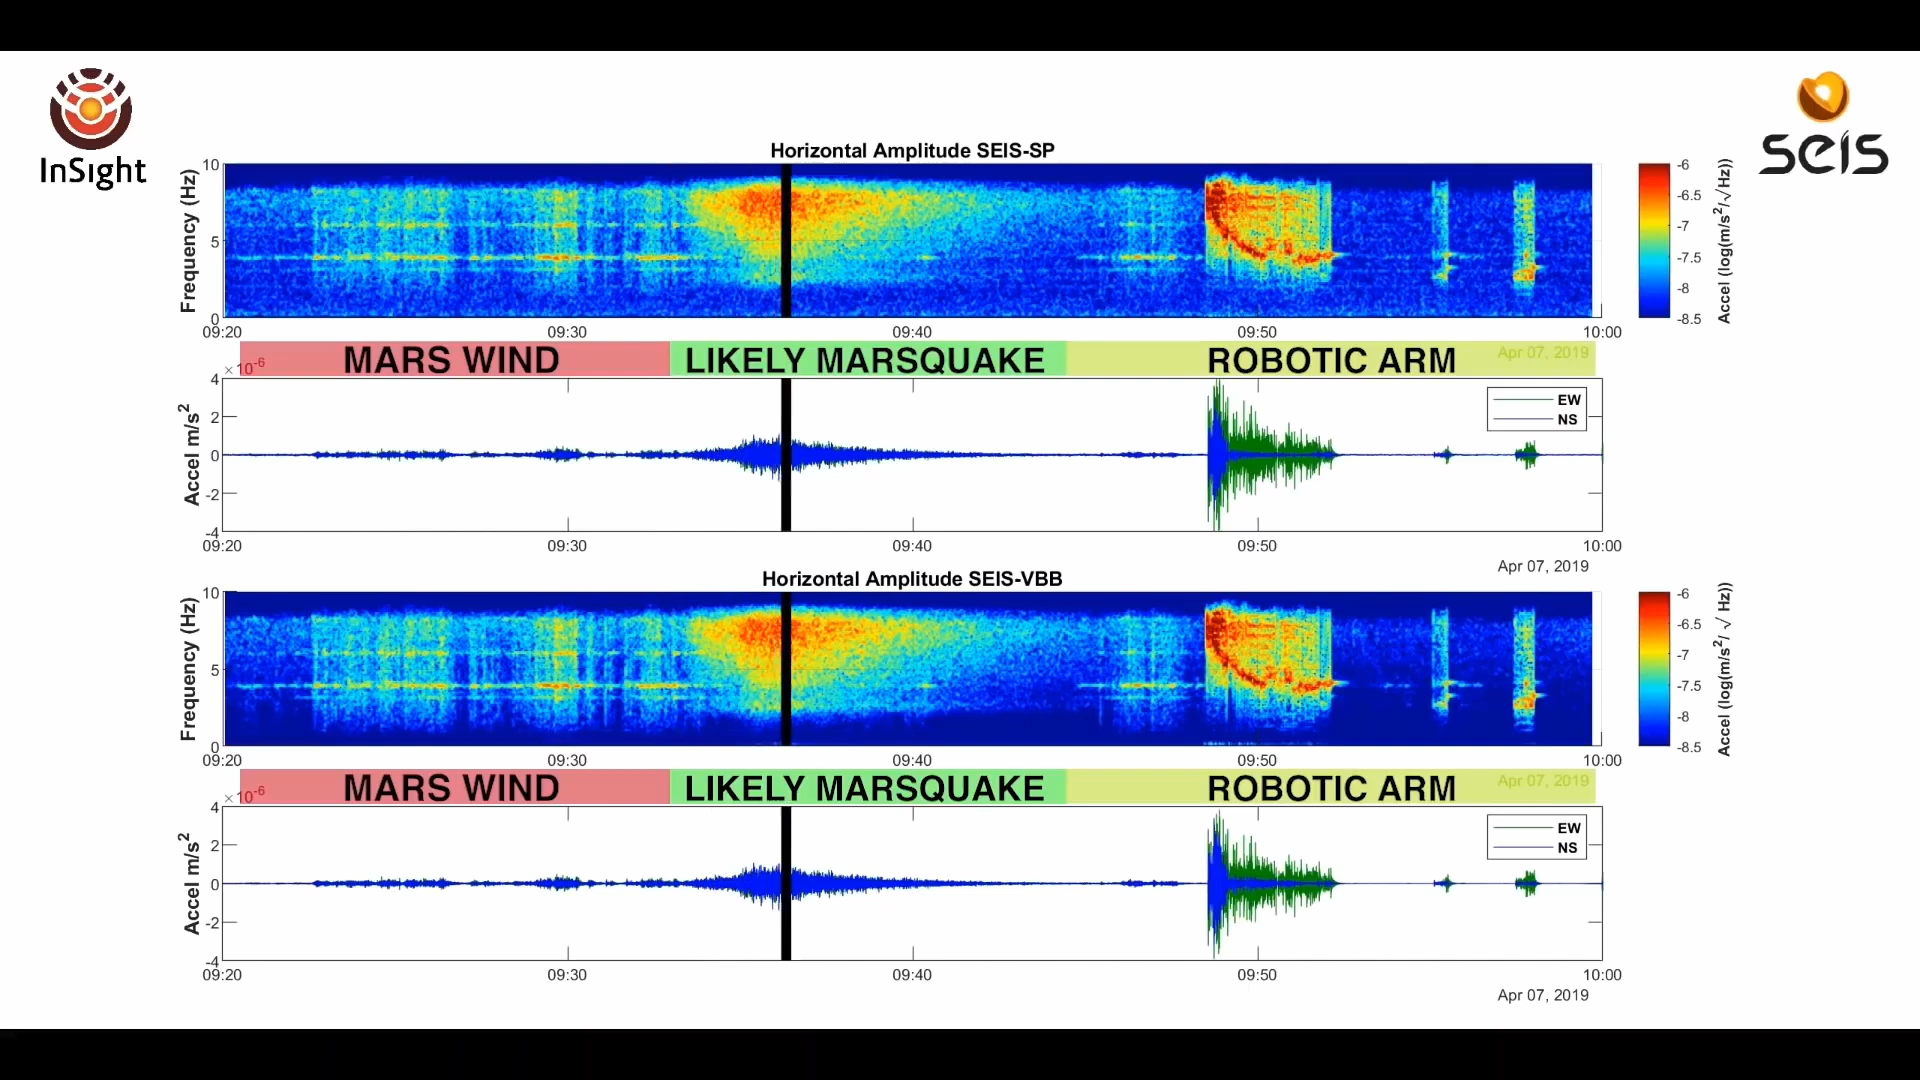 InSight
seis
Horizontal Amplitude SEIS-SP
Frequency (Hz)
10
5
0
09:20 09:30 09:40 09:50 10:00
-6
-6.5
-7
-7.5
-8
-8.5
Accel (log(m/s²/√Hz))
MARS WIND LIKELY MARSQUAKE ROBOTIC ARM Apr 07, 2019
× 10⁻⁶
Accel m/s²
4
2
0
-2
-4
EW
NS
09:20 09:30 09:40 09:50 10:00
Apr 07, 2019
Horizontal Amplitude SEIS-VBB
Frequency (Hz)
10
5
0
09:20 09:30 09:40 09:50 10:00
-6
-6.5
-7
-7.5
-8
-8.5
Accel (log(m/s²/√ Hz))
MARS WIND LIKELY MARSQUAKE ROBOTIC ARM Apr 07, 2019
× 10⁻⁶
Accel m/s²
4
2
0
-2
-4
EW
NS
09:20 09:30 09:40 09:50 10:00
Apr 07, 2019